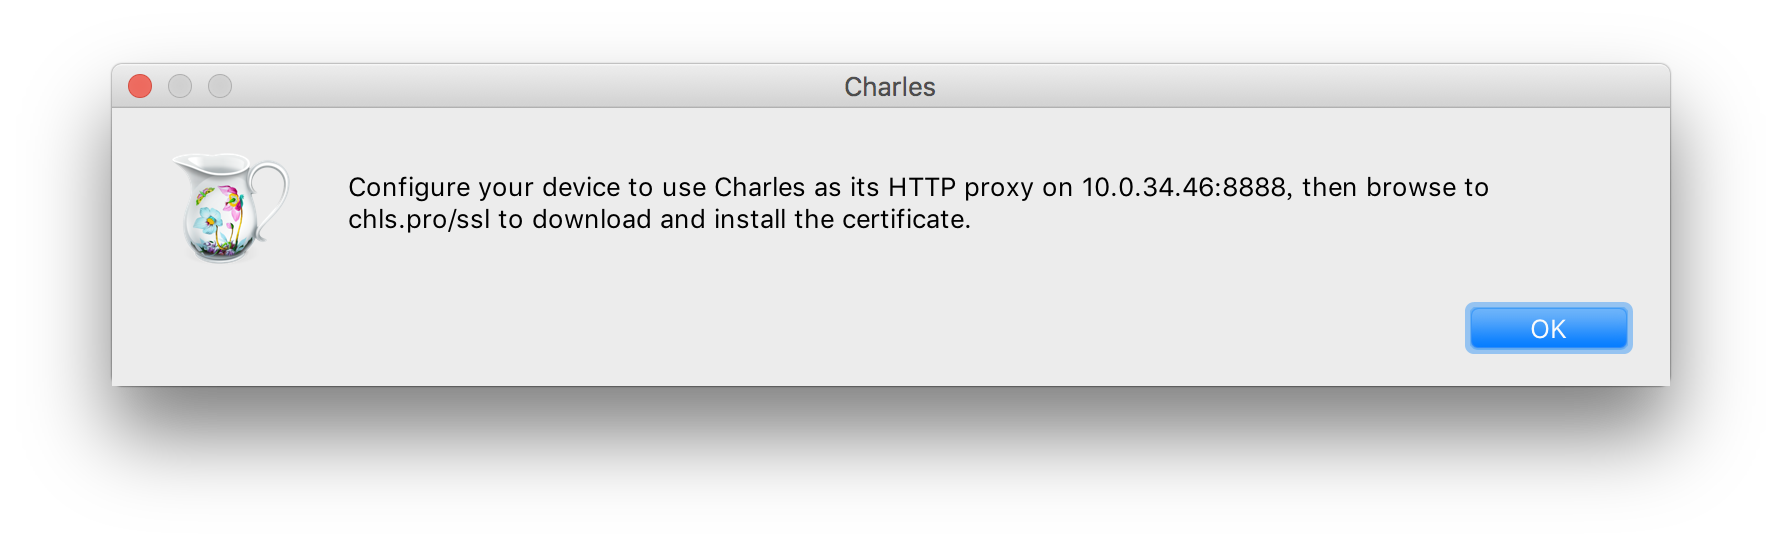 Charles
Configure your device to use Charles as its HTTP proxy on 10.0.34.46:8888, then browse to
chls.pro/ssl to download and install the certificate.
OK